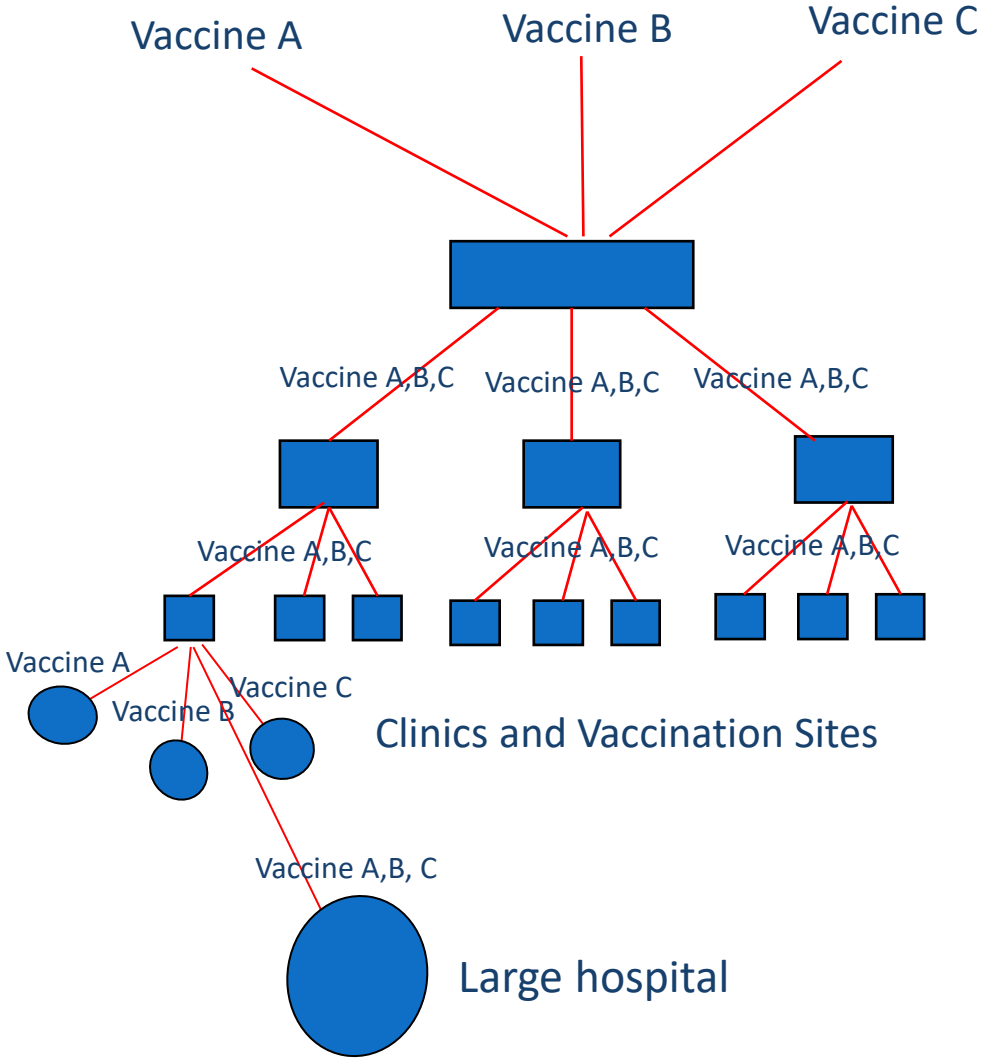 Vaccine A
Vaccine B
Vaccine C
Vaccine A,B,C
Vaccine A,B,C
Vaccine A,B,C
Vaccine A,B,C
Vaccine A,B,C
Vaccine A,B,C
Vaccine A
Vaccine B
Vaccine C
Clinics and Vaccination Sites
Vaccine A,B, C
Large hospital